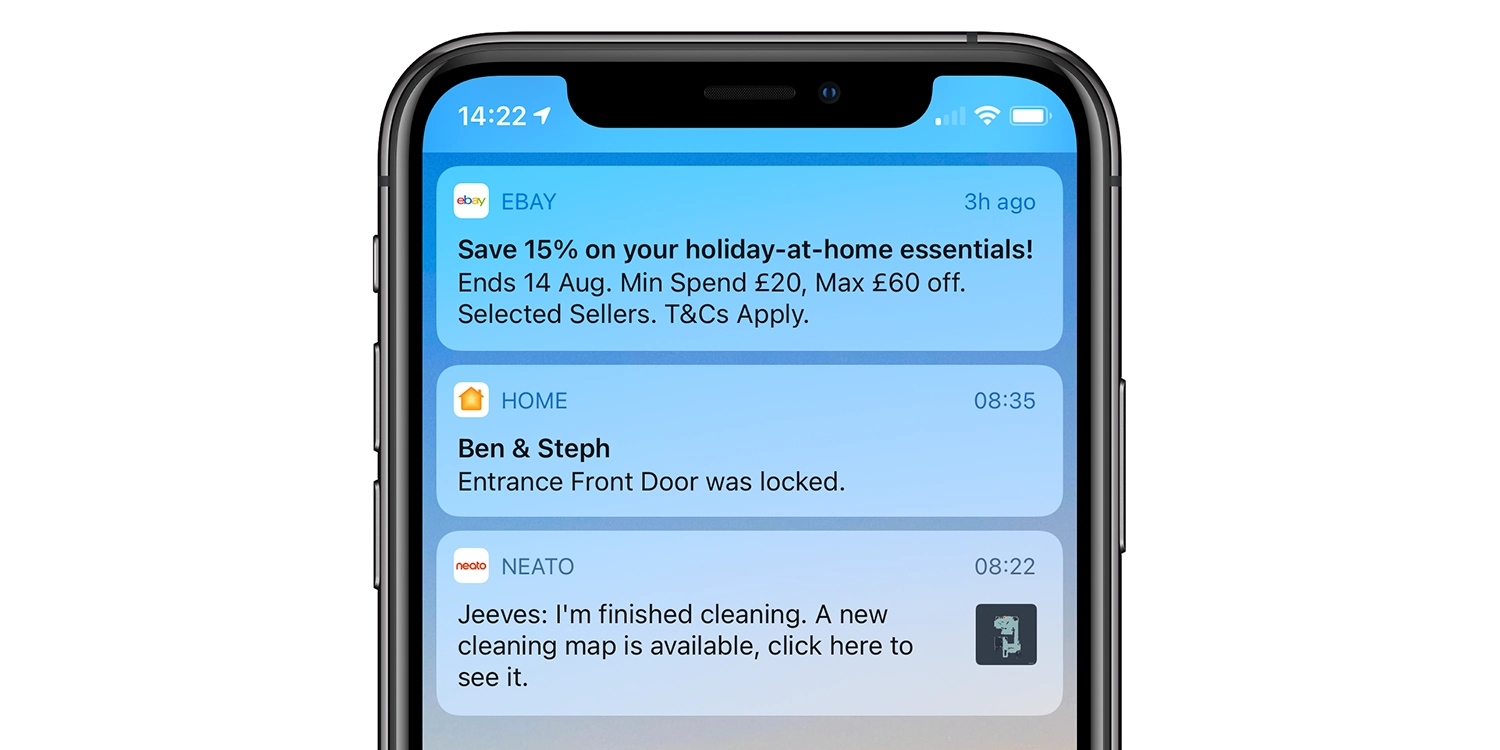 14:22
ebay EBAY 3h ago
Save 15% on your holiday-at-home essentials!
Ends 14 Aug. Min Spend £20, Max £60 off.
Selected Sellers. T&Cs Apply.
HOME 08:35
Ben & Steph
Entrance Front Door was locked.
neato NEATO 08:22
Jeeves: I'm finished cleaning. A new
cleaning map is available, click here to
see it.